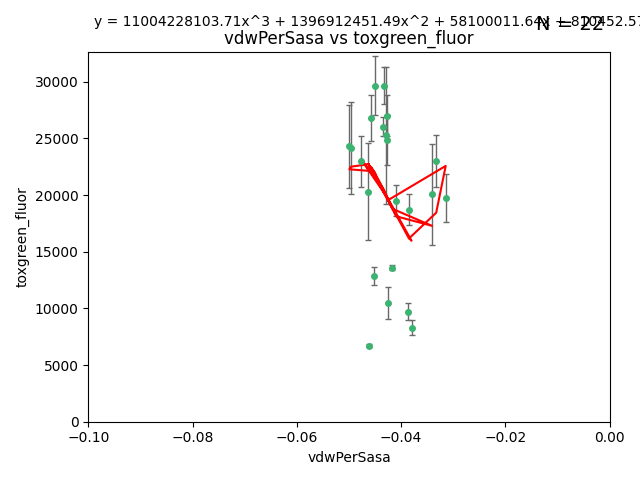 y = 11004228103.71x^3 + 1396912451.49x^2 + 58100011.64x + 810452.57
N = 22
vdwPerSasa vs toxgreen_fluor
toxgreen_fluor
30000
25000
20000
15000
10000
5000
0
−0.10
−0.08
−0.06
−0.04
−0.02
0.00
vdwPerSasa